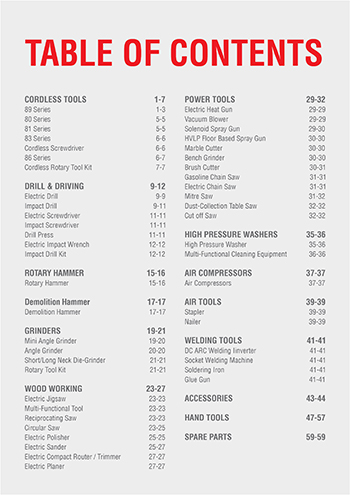 TABLE OF CONTENTS
CORDLESS TOOLS 1-7
89 Series 1-3
80 Series 5-5
81 Series 5-5
83 Series 6-6
Cordless Screwdriver 6-6
86 Series 6-7
Cordless Rotary Tool Kit 7-7
DRILL & DRIVING 9-12
Electric Drill 9-9
Impact Drill 9-11
Electric Screwdriver 11-11
Impact Screwdriver 11-11
Drill Press 11-11
Electric Impact Wrench 12-12
Impact Drill Kit 12-12
ROTARY HAMMER 15-16
Rotary Hammer 15-16
Demolition Hammer 17-17
Demolition Hammer 17-17
GRINDERS 19-21
Mini Angle Grinder 19-20
Angle Grinder 20-20
Short/Long Neck Die-Grinder 21-21
Rotary Tool Kit 21-21
WOOD WORKING 23-27
Electric Jigsaw 23-23
Multi-Functional Tool 23-23
Reciprocating Saw 23-23
Circular Saw 23-25
Electric Polisher 25-25
Electric Sander 25-27
Electric Compact Router / Trimmer 27-27
Electric Planer 27-27
POWER TOOLS 29-32
Electric Heat Gun 29-29
Vacuum Blower 29-29
Solenoid Spray Gun 29-30
HVLP Floor Based Spray Gun 30-30
Marble Cutter 30-30
Bench Grinder 30-30
Brush Cutter 30-31
Gasoline Chain Saw 31-31
Electric Chain Saw 31-31
Mitre Saw 31-32
Dust-Collection Table Saw 32-32
Cut off Saw 32-32
HIGH PRESSURE WASHERS 35-36
High Pressure Washer 35-36
Multi-Functional Cleaning Equipment 36-36
AIR COMPRESSORS 37-37
Air Compressors 37-37
AIR TOOLS 39-39
Stapler 39-39
Nailer 39-39
WELDING TOOLS 41-41
DC ARC Welding Iinverter 41-41
Socket Welding Machine 41-41
Soldering Iron 41-41
Glue Gun 41-41
ACCESSORIES 43-44
HAND TOOLS 47-57
SPARE PARTS 59-59